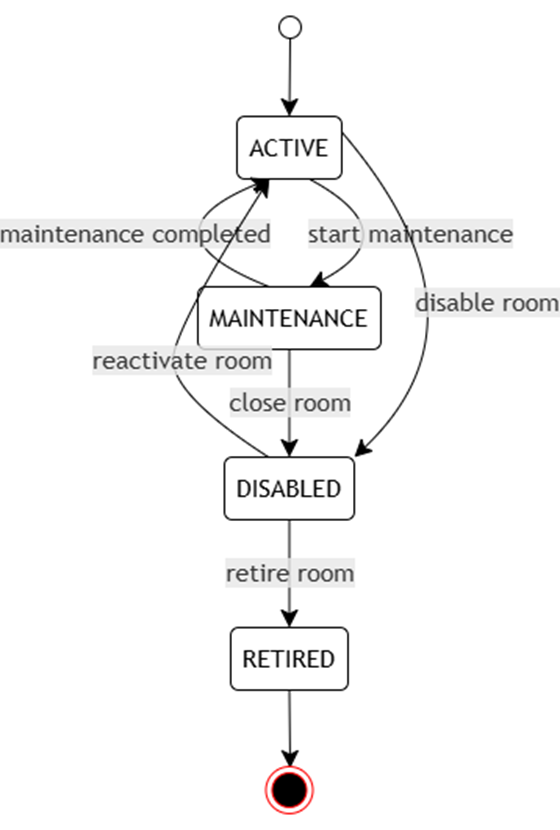 ACTIVE
maintenance completed
start maintenance
disable room
MAINTENANCE
reactivate room
close room
DISABLED
retire room
RETIRED